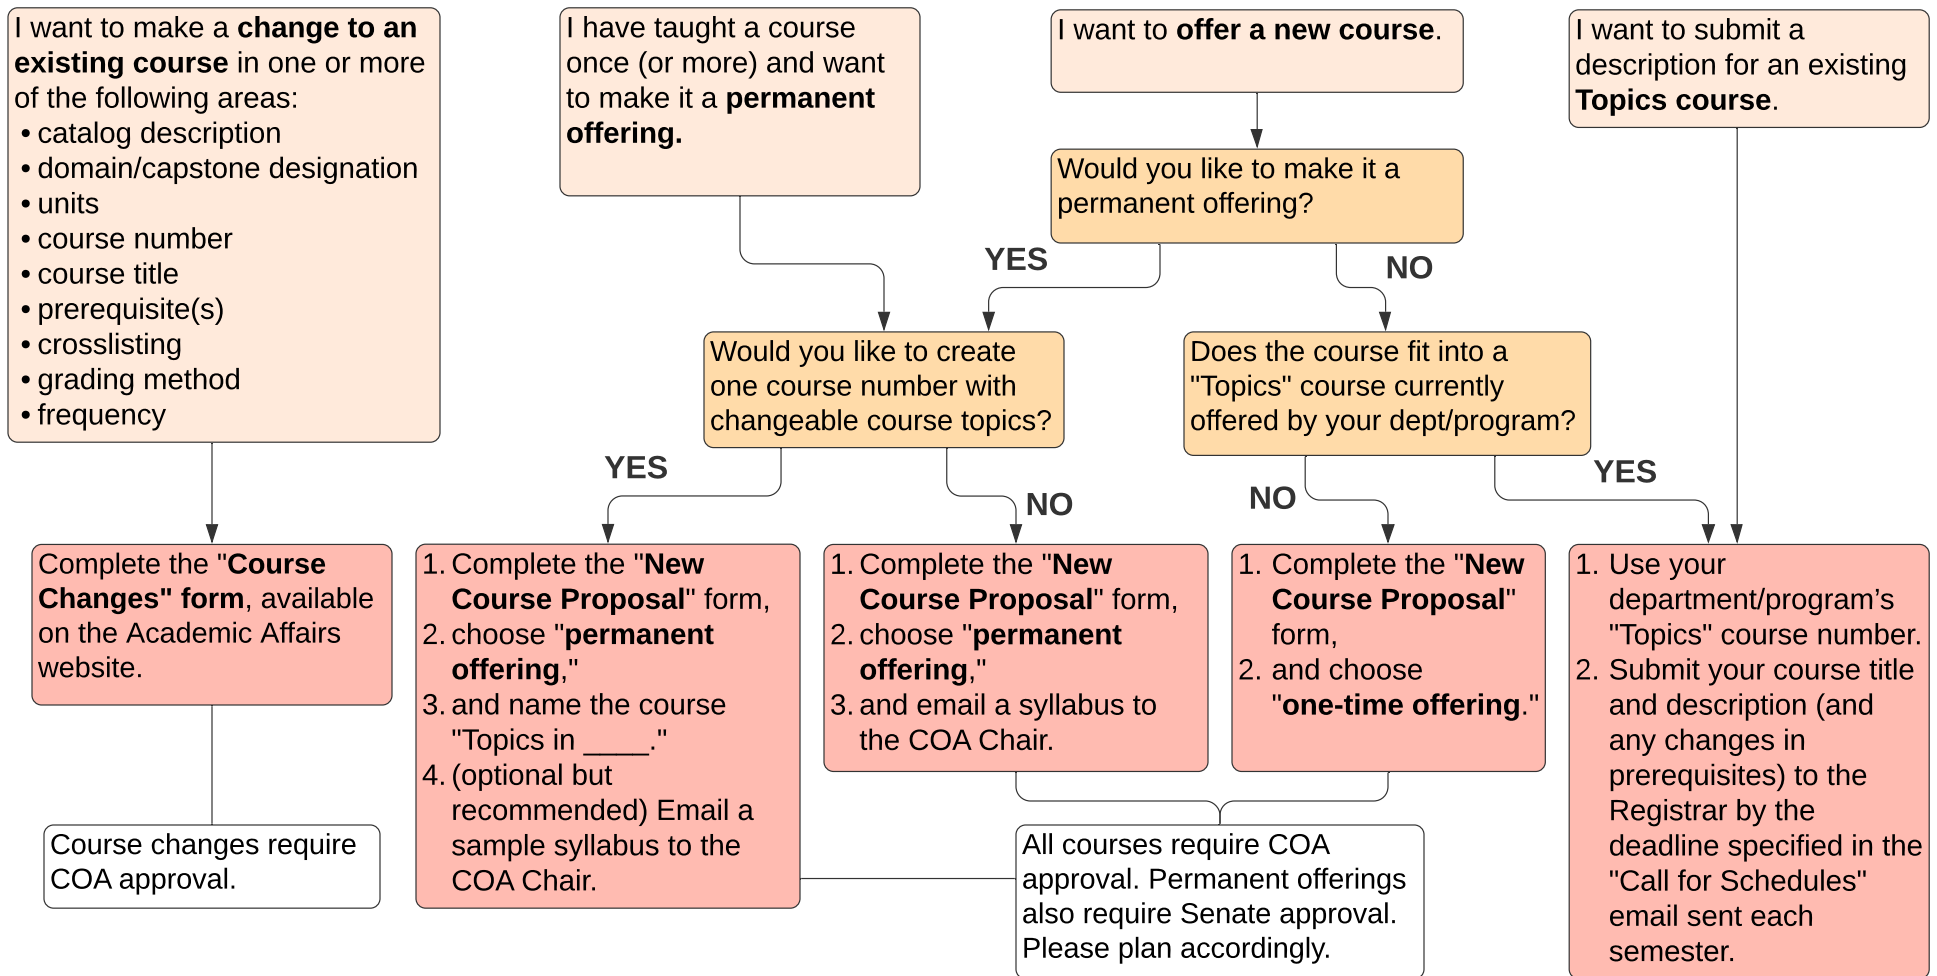 I want to make a change to an
existing course in one or more
of the following areas:
• catalog description
• domain/capstone designation
• units
• course number
• course title
• prerequisite(s)
• crosslisting
• grading method
• frequency
I have taught a course
once (or more) and want
to make it a permanent
offering.
I want to offer a new course.
I want to submit a
description for an existing
Topics course.
Would you like to make it a
permanent offering?
YES
NO
Would you like to create
one course number with
changeable course topics?
Does the course fit into a
"Topics" course currently
offered by your dept/program?
YES
NO
NO
YES
Complete the "Course
Changes" form, available
on the Academic Affairs
website.
1. Complete the "New
Course Proposal" form,
2. choose "permanent
offering,"
3. and name the course
"Topics in ____."
4. (optional but
recommended) Email a
sample syllabus to the
COA Chair.
1. Complete the "New
Course Proposal" form,
2. choose "permanent
offering,"
3. and email a syllabus to
the COA Chair.
1. Complete the "New
Course Proposal"
form,
2. and choose
"one-time offering."
1. Use your
department/program’s
"Topics" course number.
2. Submit your course title
and description (and
any changes in
prerequisites) to the
Registrar by the
deadline specified in the
"Call for Schedules"
email sent each
semester.
Course changes require
COA approval.
All courses require COA
approval. Permanent offerings
also require Senate approval.
Please plan accordingly.